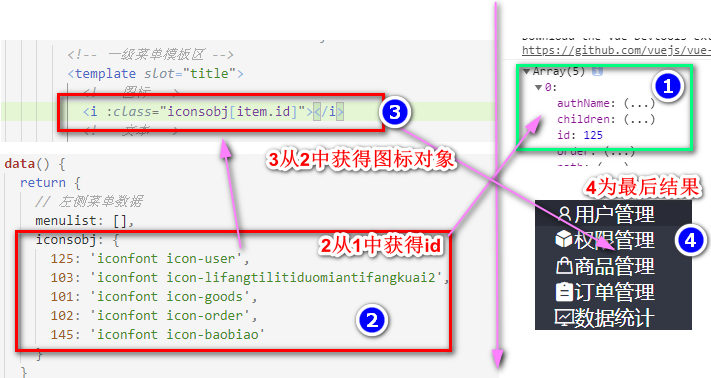 <!-- 一级菜单模板区 -->
<template slot="title">
<!-- 图标 -->
<i :class="iconsobj[item.id]"></i>
<!-- 文本 -->
3
3从2中获得图标对象
data() {
return {
// 左侧菜单数据
menulist: [],
iconsobj: {
125: 'iconfont icon-user',
103: 'iconfont icon-lifangtilitiduomiantifangkuai2',
101: 'iconfont icon-goods',
102: 'iconfont icon-order',
145: 'iconfont icon-baobiao'
}
}
2从1中获得id
2
Download the Vue Devtools ext
https://github.com/vuejs/vue-
▼Array(5) i
▼0:
authName: (...)
children: (...)
id: 125
order: (...)
path: (...)
1
4为最后结果
用户管理
权限管理
商品管理
订单管理
数据统计
4